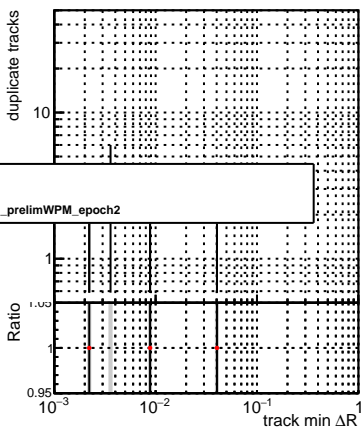 duplicate tracks
10
_prelimWPM_epoch2
1
Ratio
1.05
1
0.95
10⁻³ 10⁻² 10⁻¹ 1
track min ΔR